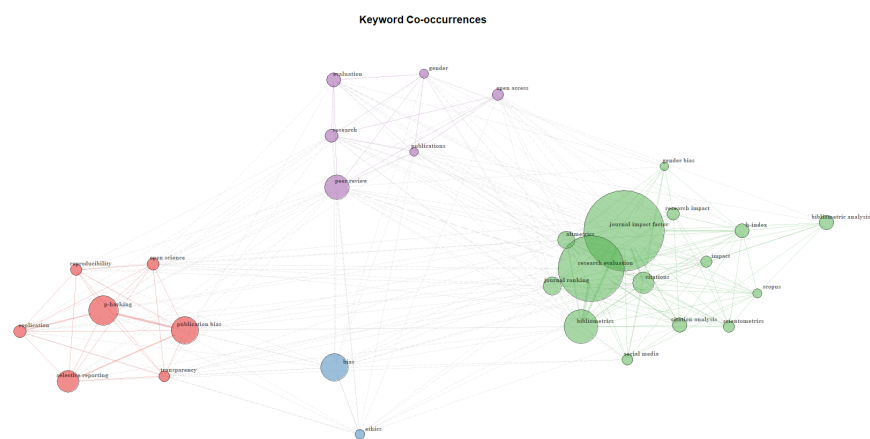 Keyword Co-occurrences
gender
evaluation
open access
research
publications
gender bias
peer review
research impact
bibliometric analysis
journal impact factor
h-index
altmetrics
open science
reproducibility
research evaluation
impact
journal ranking
citations
scopus
p-hacking
replication
publication bias
bibliometrics
citation analysis
scientometrics
social media
bias
transparency
selective reporting
ethics